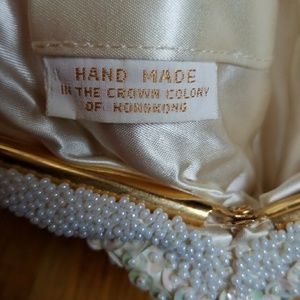 HAND MADE
IN THE CROWN COLONY
OF HONGKONG